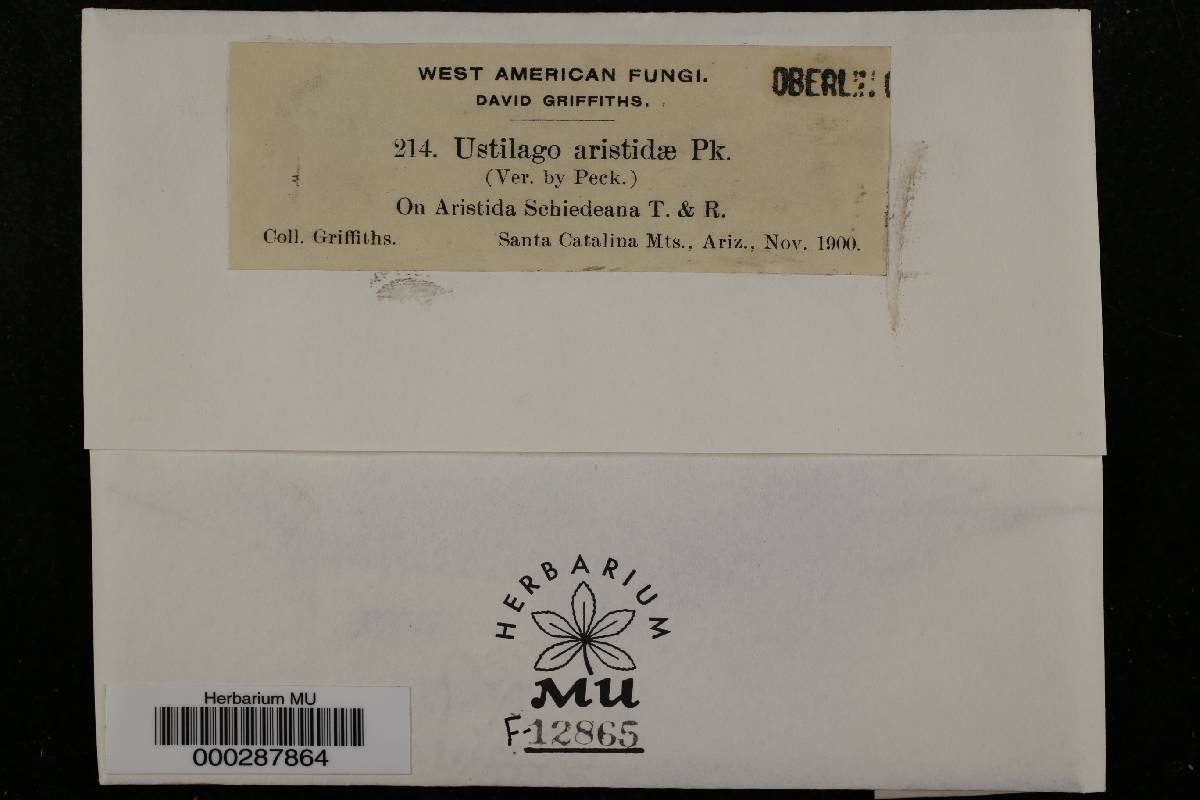 WEST AMERICAN FUNGI.
DAVID GRIFFITHS.
214. Ustilago aristidæ Pk.
(Ver. by Peck.)
On Aristida Schiedeana T. & R.
Coll. Griffiths. Santa Catalina Mts., Ariz., Nov. 1900.
HERBARIUM
MU
F-12865
Herbarium MU
000287864